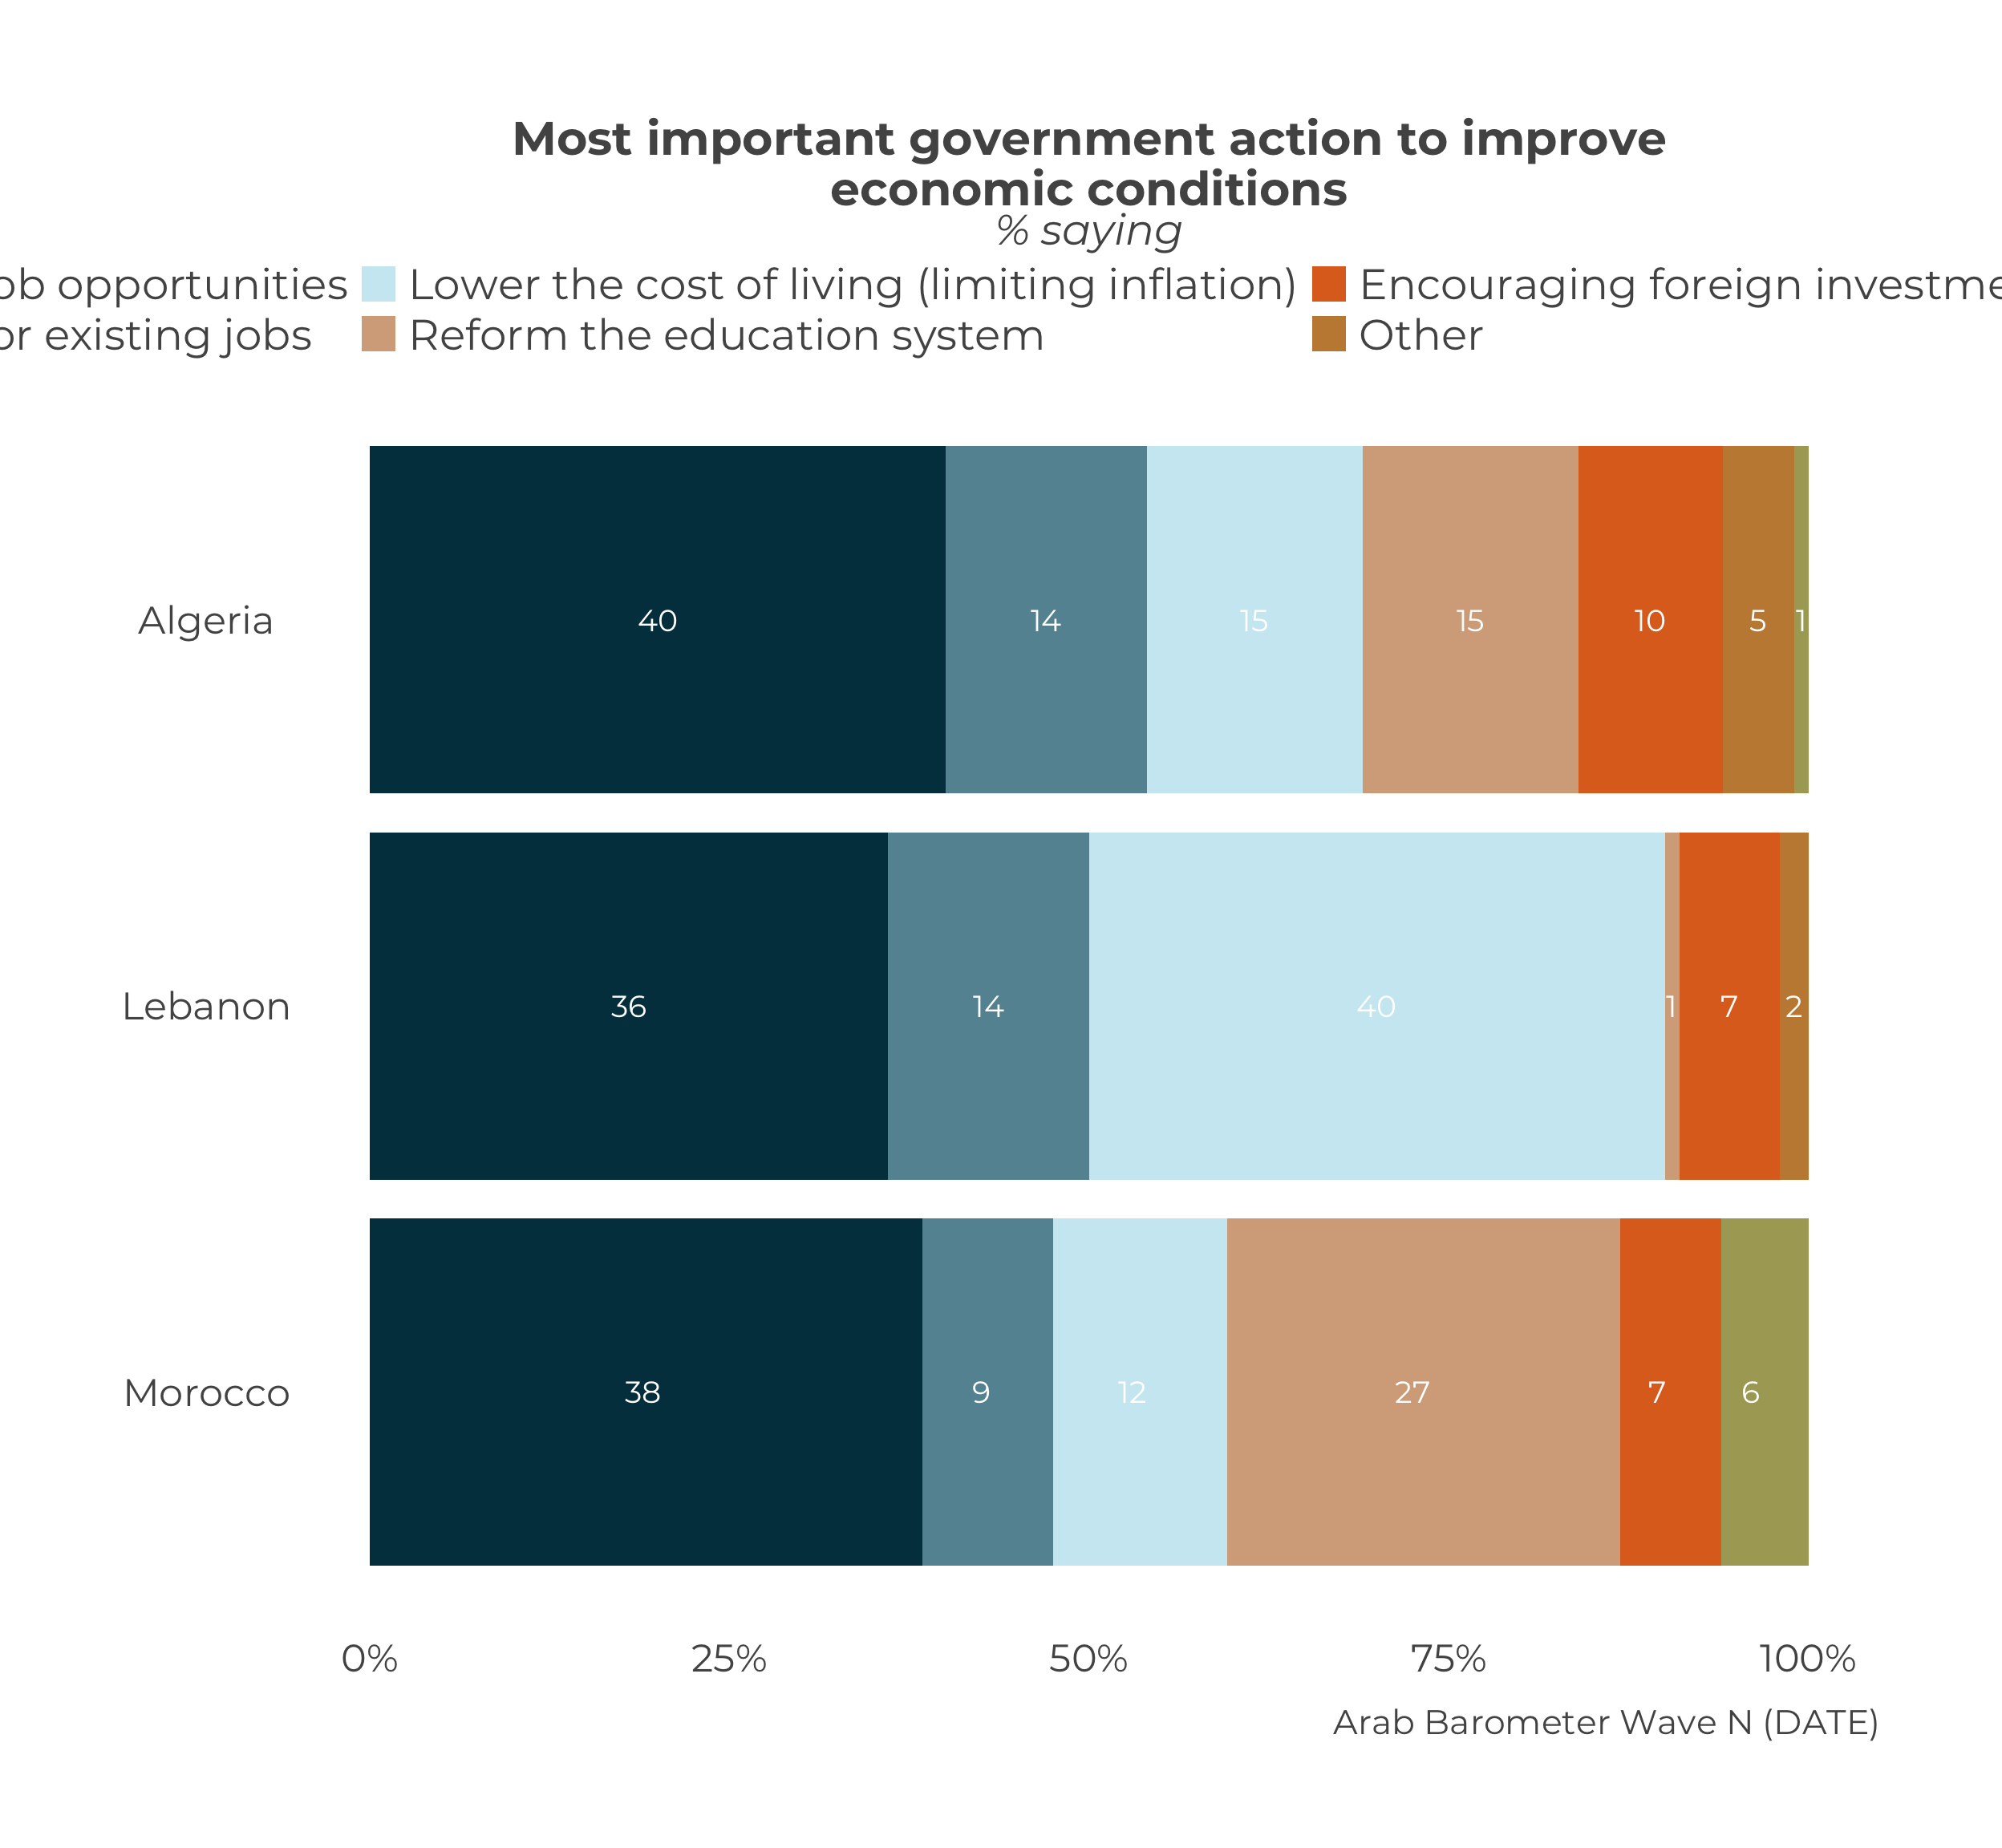 Most important government action to improve
economic conditions
% saying
opportunities Lower the cost of living (limiting inflation) Encouraging foreign
existing jobs Reform the education system Other
Algeria 40 14 15 15 10 5 1
Lebanon 36 14 40 1 7 2
Morocco 38 9 12 27 7 6
0% 25% 50% 75% 100%
Arab Barometer Wave N (DATE)